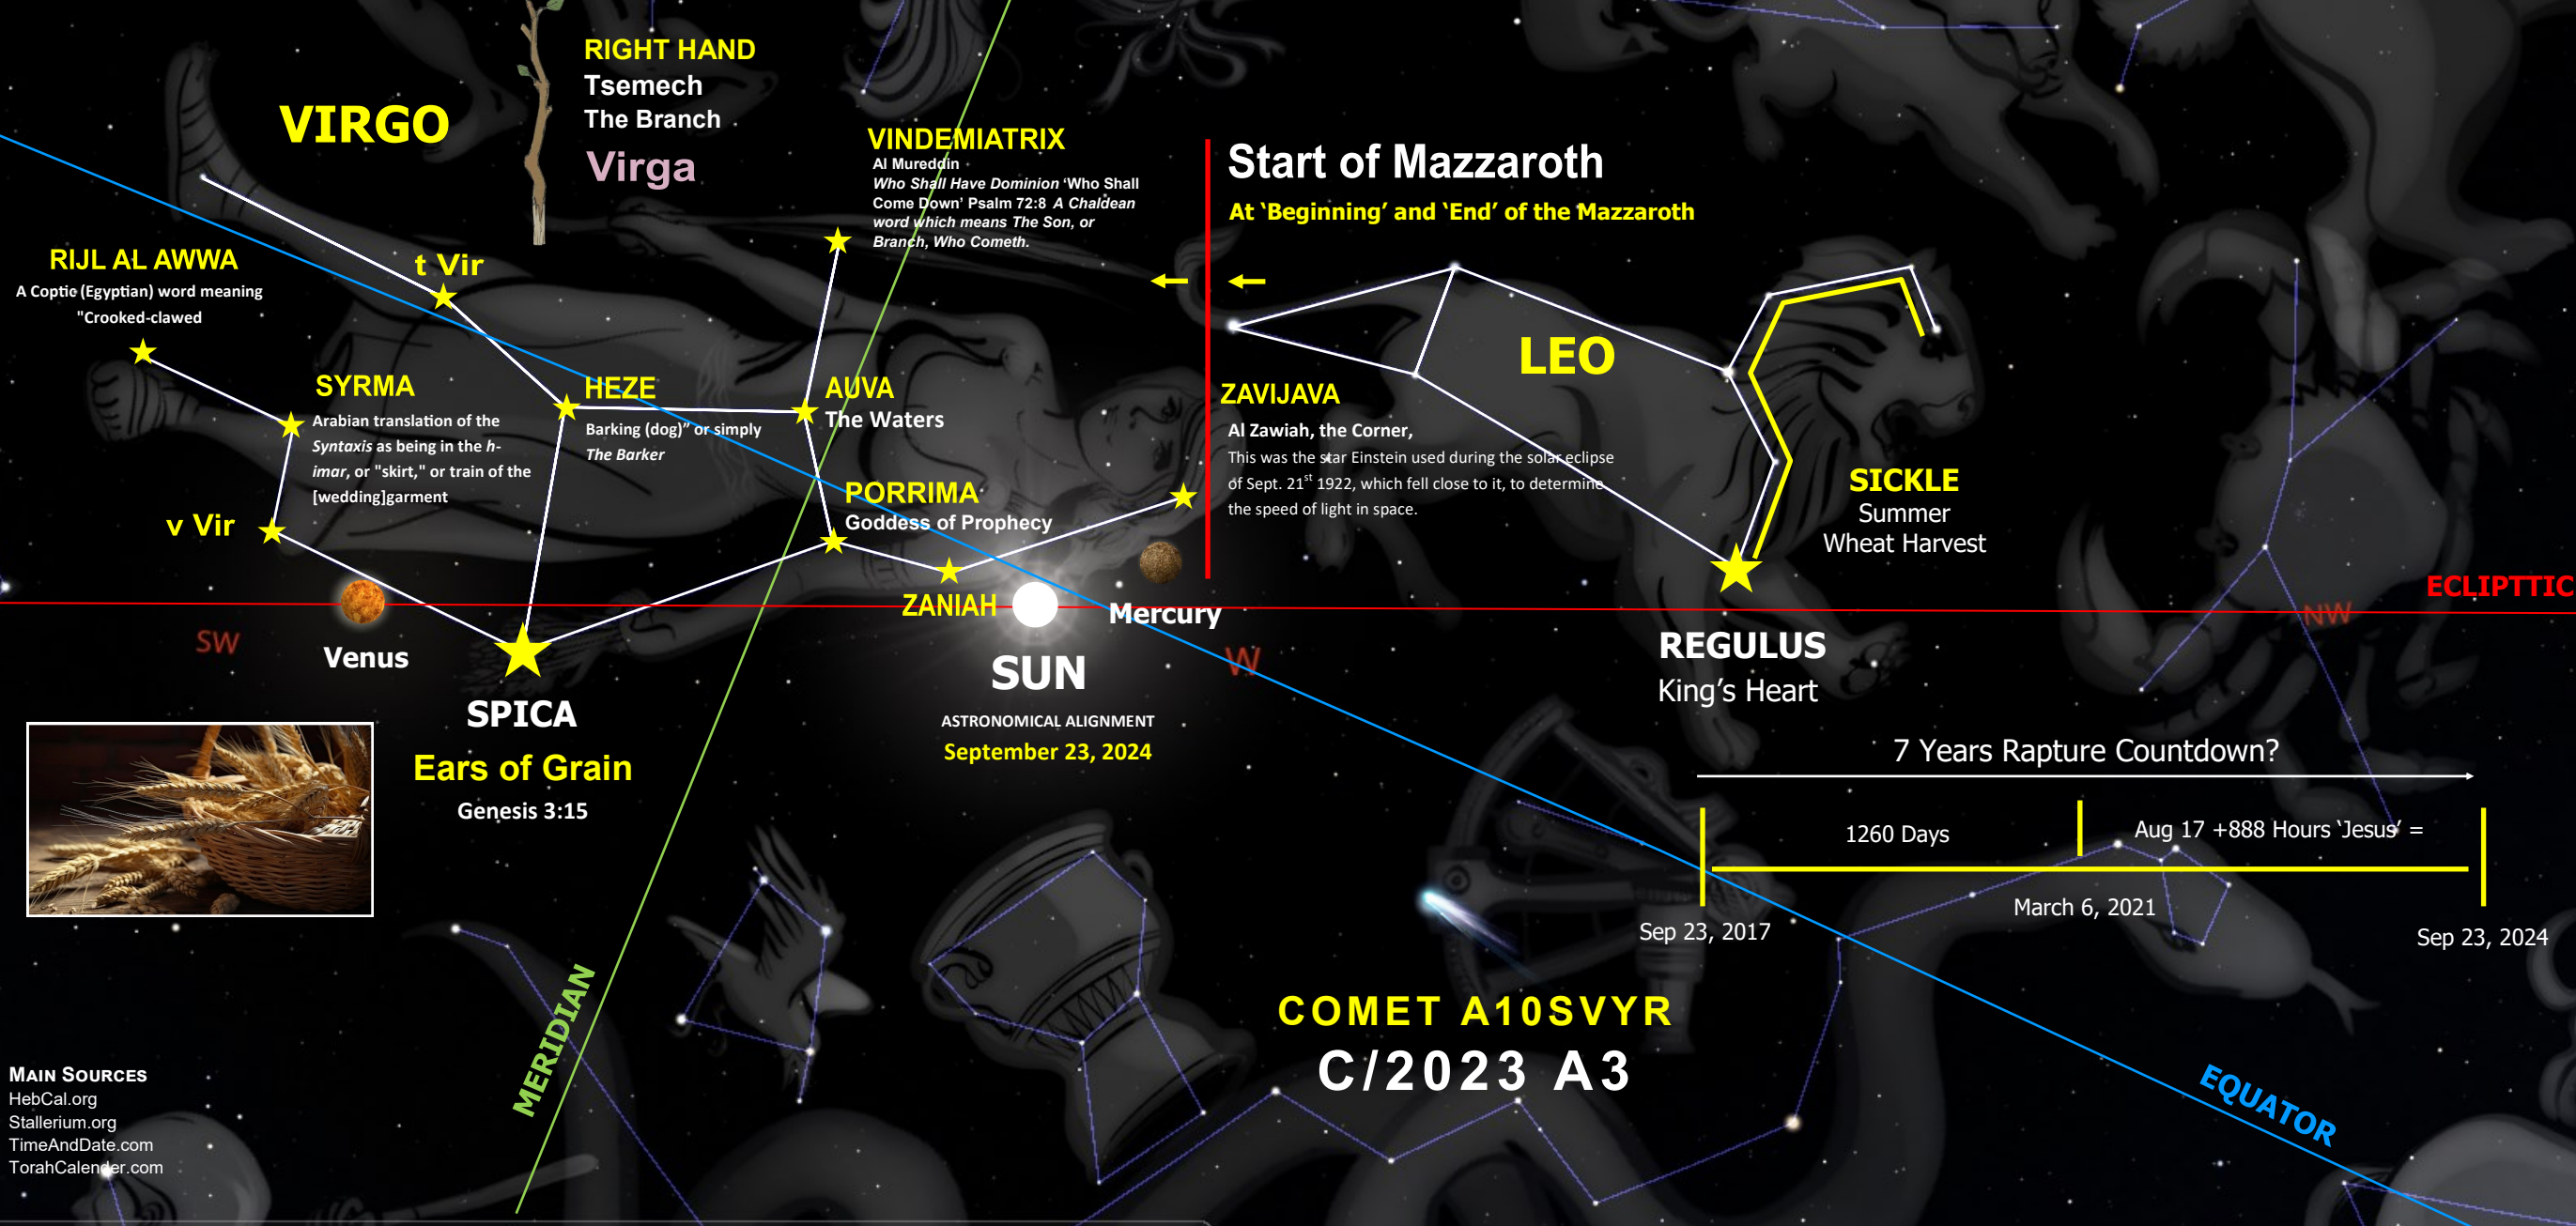 VIRGO
RIGHT HAND
Tsemech
The Branch
Virga
VINDEMIATRIX
Al Mureddin
Who Shall Have Dominion ‘Who Shall
Come Down’ Psalm 72:8 A Chaldean
word which means The Son, or
Branch, Who Cometh.
Start of Mazzaroth
At ‘Beginning’ and ‘End’ of the Mazzaroth
RIJL AL AWWA
A Coptic (Egyptian) word meaning
"Crooked-clawed
t Vir
SYRMA
Arabian translation of the
Syntaxis as being in the h-
imar, or "skirt," or train of the
[wedding]garment
HEZE
Barking (dog)” or simply
The Barker
AUVA
The Waters
PORRIMA
Goddess of Prophecy
v Vir
ZAVIJAVA
Al Zawiah, the Corner,
This was the star Einstein used during the solar eclipse
of Sept. 21st 1922, which fell close to it, to determine
the speed of light in space.
LEO
SICKLE
Summer
Wheat Harvest
ECLIPTTIC
NW
SW
Venus
ZANIAH
Mercury
W
SUN
ASTRONOMICAL ALIGNMENT
September 23, 2024
SPICA
Ears of Grain
Genesis 3:15
REGULUS
King’s Heart
7 Years Rapture Countdown?
1260 Days
Aug 17 +888 Hours ‘Jesus’ =
March 6, 2021
Sep 23, 2017
Sep 23, 2024
MERIDIAN
COMET A10SVYR
C/2023 A3
EQUATOR
MAIN SOURCES
HebCal.org
Stallerium.org
TimeAndDate.com
TorahCalender.com